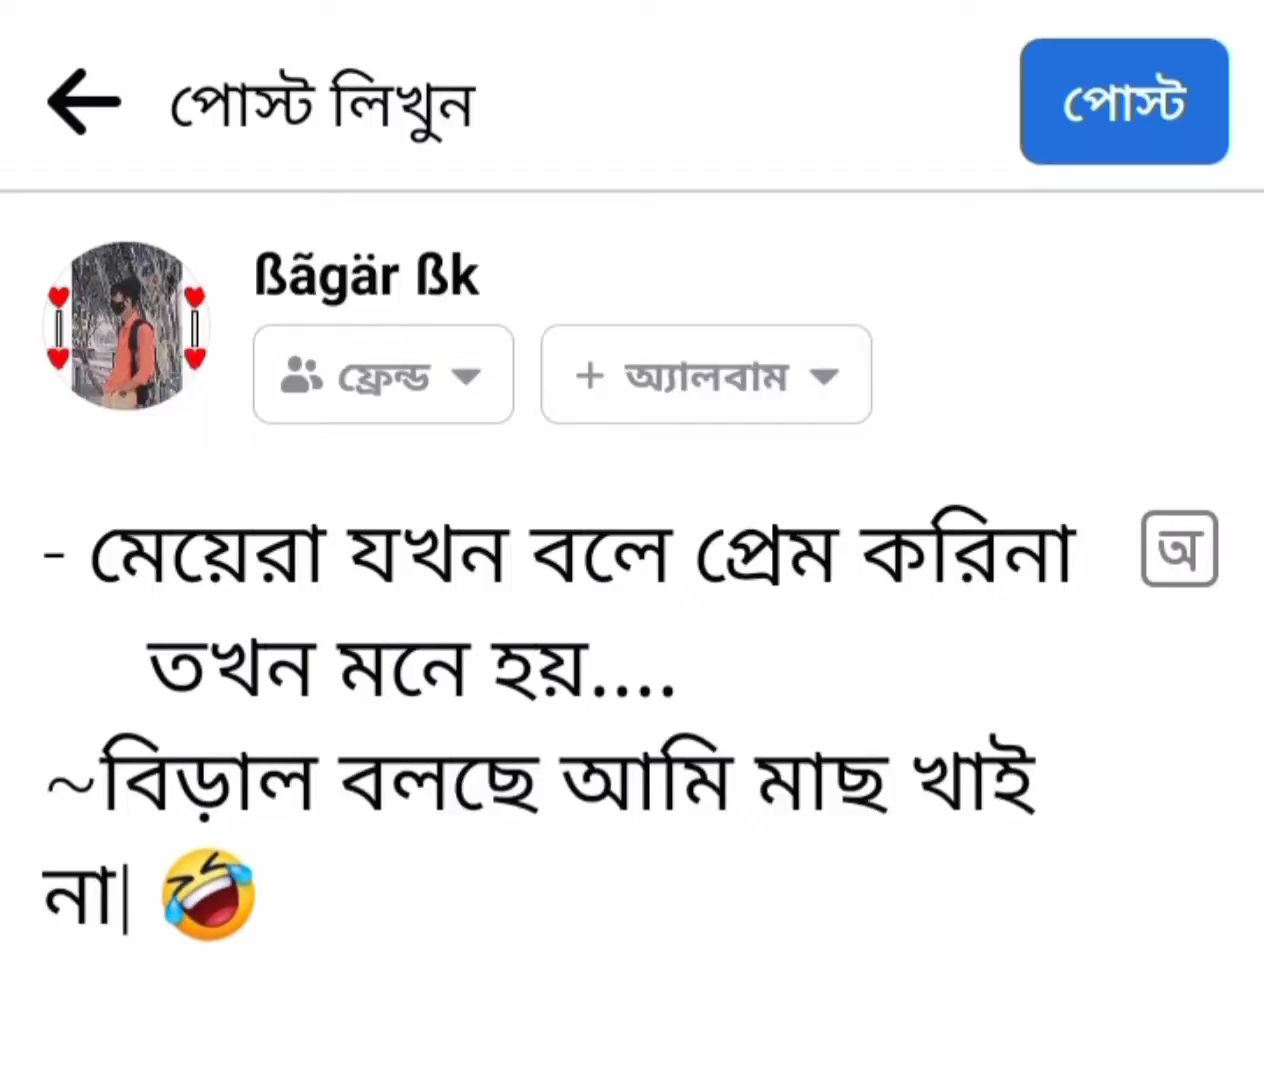 পোস্ট লিখুন
পোস্ট
ßãgär ßk
ফ্রেন্ড
+ অ্যালবাম
- মেয়েরা যখন বলে প্রেম করিনা
অ
তখন মনে হয়....
~বিড়াল বলছে আমি মাছ খাই
না| 🤣